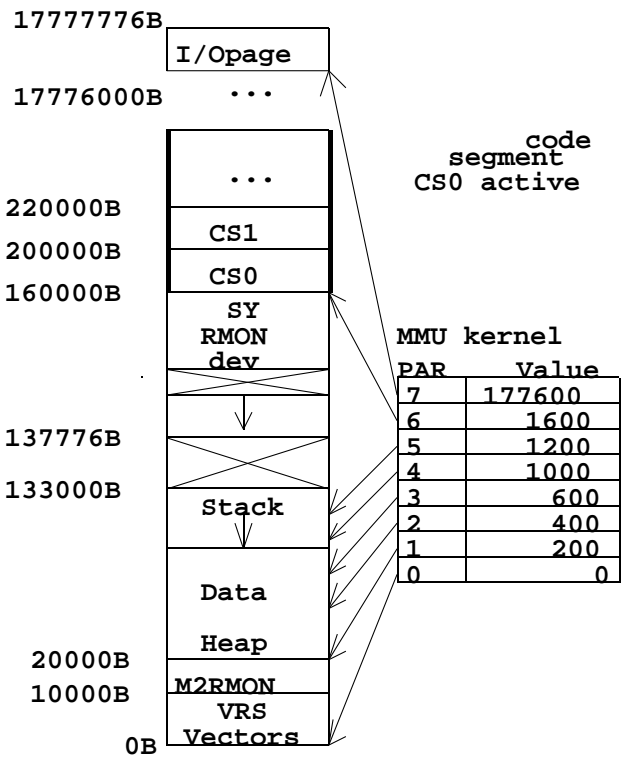 17777776B
I/Opage
17776000B
...
code
segment
CS0 active
...
220000B
CS1
200000B
CS0
160000B
SY
RMON
dev
MMU kernel
PAR Value
7 177600
6 1600
5 1200
4 1000
3 600
2 400
1 200
0 0
137776B
133000B
Stack
Data
Heap
20000B
M2RMON
10000B
VRS
Vectors
0B